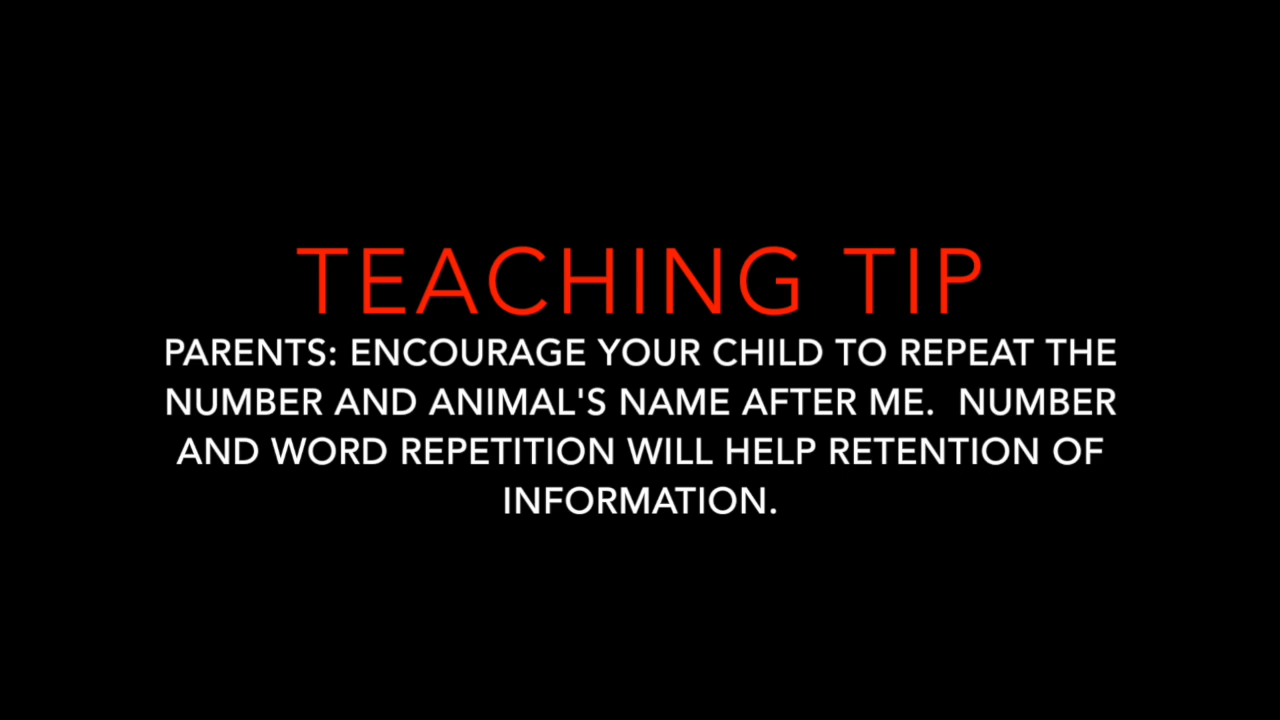 TEACHING TIP
PARENTS: ENCOURAGE YOUR CHILD TO REPEAT THE
NUMBER AND ANIMAL'S NAME AFTER ME.  NUMBER
AND WORD REPETITION WILL HELP RETENTION OF
INFORMATION.